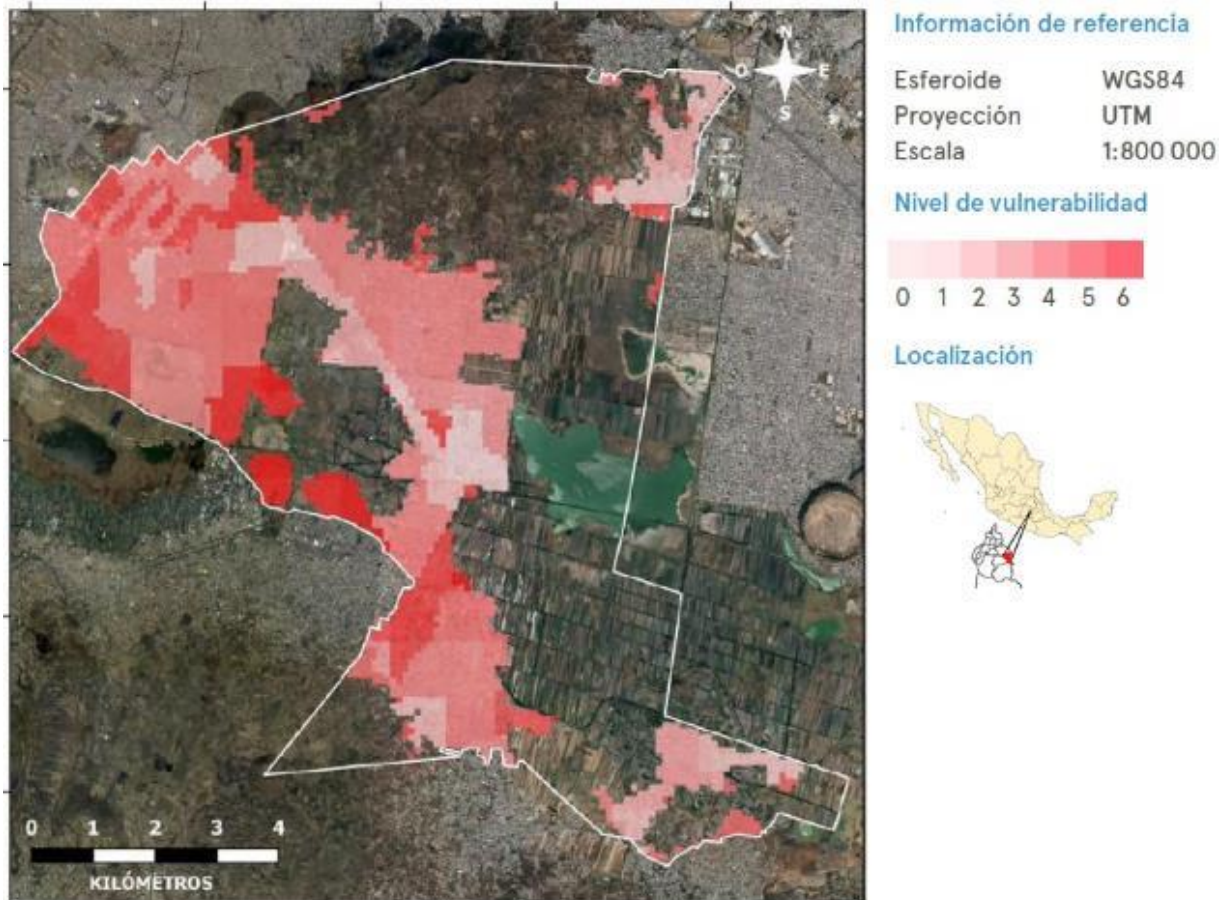 N
O E
S
0 1 2 3 4
KILÓMETROS
Información de referencia
Esferoide WGS84
Proyección UTM
Escala 1:800 000
Nivel de vulnerabilidad
0 1 2 3 4 5 6
Localización